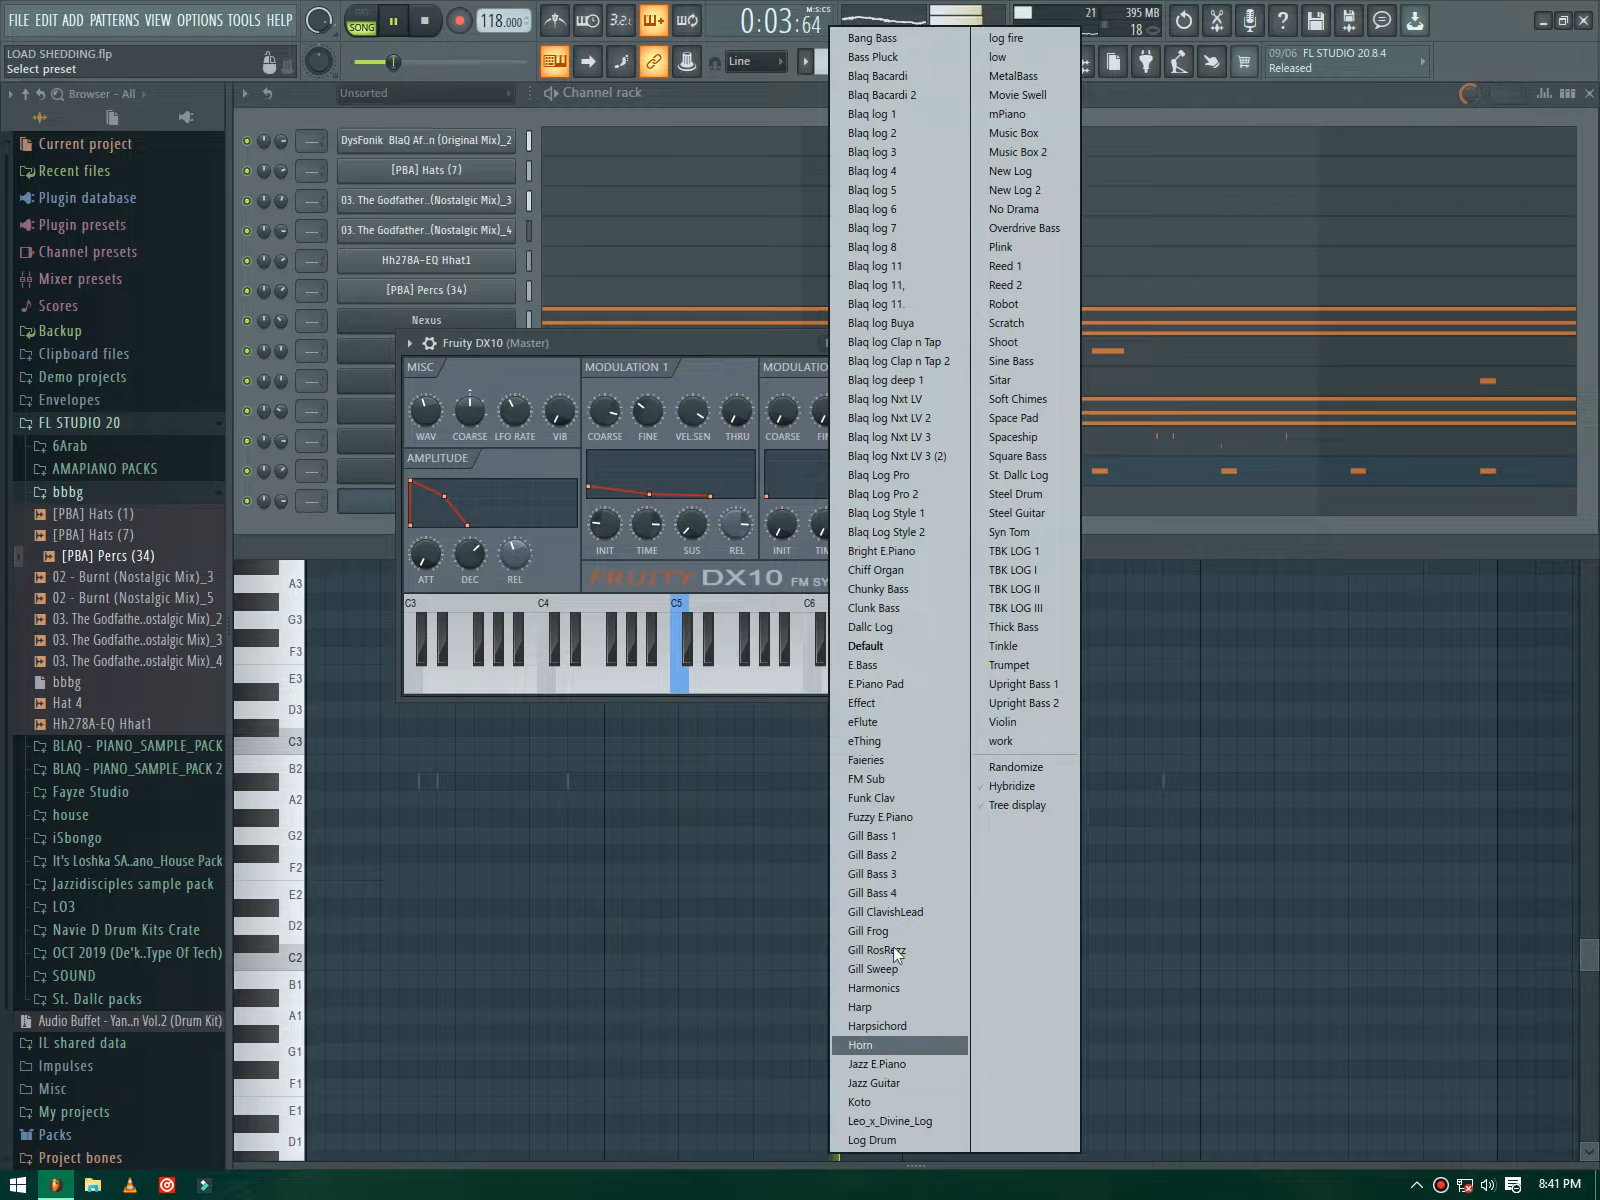 FILE EDIT ADD PATTERNS VIEW OPTIONS TOOLS HELP
LOAD SHEDDING.flp
Select preset
SONG
118.000
3.2
0:03:64
M:S:CS
21
395 MB
18
Line
09/06 FL STUDIO 20.8.4
Released
Browser - All
Unsorted
Channel rack
Current project
Recent files
Plugin database
Plugin presets
Channel presets
Mixer presets
Scores
Backup
Clipboard files
Demo projects
Envelopes
FL STUDIO 20
6Arab
AMAPIANO PACKS
bbbg
[PBA] Hats (1)
[PBA] Hats (7)
[PBA] Percs (34)
02 - Burnt (Nostalgic Mix)_3
02 - Burnt (Nostalgic Mix)_5
03. The Godfathe..ostalgic Mix)_2
03. The Godfathe..ostalgic Mix)_3
03. The Godfathe..ostalgic Mix)_4
bbbg
Hat 4
Hh278A-EQ Hhat1
BLAQ - PIANO_SAMPLE_PACK
BLAQ - PIANO_SAMPLE_PACK 2
Fayze Studio
house
iSbongo
It's Loshka SA..ano_House Pack
Jazzidisciples sample pack
LO3
Navie D Drum Kits Crate
OCT 2019 (De'k..Type Of Tech)
SOUND
St. Dallc packs
Audio Buffet - Yan..n Vol.2 (Drum Kit)
IL shared data
Impulses
Misc
My projects
Packs
Project bones
DysFonik BlaQ Af..n (Original Mix)_2
[PBA] Hats (7)
03. The Godfather..(Nostalgic Mix)_3
03. The Godfather..(Nostalgic Mix)_4
Hh278A-EQ Hhat1
[PBA] Percs (34)
Nexus
Fruity DX10 (Master)
MISC
MODULATION 1
WAV COARSE LFO RATE VIB
COARSE FINE VEL.SEN THRU
COARSE
AMPLITUDE
INIT TIME SUS REL
INIT
ATT DEC REL
FRUITY DX10
C3 C4 C5 C6
A3
G3
F3
E3
D3
C3
B2
A2
G2
F2
E2
D2
C2
B1
A1
G1
F1
E1
D1
Bang Bass
Bass Pluck
Blaq Bacardi
Blaq Bacardi 2
Blaq log 1
Blaq log 2
Blaq log 3
Blaq log 4
Blaq log 5
Blaq log 6
Blaq log 7
Blaq log 8
Blaq log 11
Blaq log 11,
Blaq log 11.
Blaq log Buya
Blaq log Clap n Tap
Blaq log Clap n Tap 2
Blaq log deep 1
Blaq log Nxt LV
Blaq log Nxt LV 2
Blaq log Nxt LV 3
Blaq log Nxt LV 3 (2)
Blaq Log Pro
Blaq Log Pro 2
Blaq Log Style 1
Blaq Log Style 2
Bright E.Piano
Chiff Organ
Chunky Bass
Clunk Bass
Dallc Log
Default
E.Bass
E.Piano Pad
Effect
eFlute
eThing
Faieries
FM Sub
Funk Clav
Fuzzy E.Piano
Gill Bass 1
Gill Bass 2
Gill Bass 3
Gill Bass 4
Gill ClavishLead
Gill Frog
Gill Sweep
Harmonics
Harp
Harpsichord
Horn
Jazz E.Piano
Jazz Guitar
Koto
Leo_x_Divine_Log
Log Drum
log fire
low
MetalBass
Movie Swell
mPiano
Music Box
Music Box 2
New Log
New Log 2
No Drama
Overdrive Bass
Plink
Reed 1
Reed 2
Robot
Scratch
Shoot
Sine Bass
Sitar
Soft Chimes
Space Pad
Spaceship
Square Bass
St. Dallc Log
Steel Drum
Steel Guitar
Syn Tom
TBK LOG 1
TBK LOG I
TBK LOG II
TBK LOG III
Thick Bass
Tinkle
Trumpet
Upright Bass 1
Upright Bass 2
Violin
work
Randomize
Hybridize
Tree display
8:41 PM